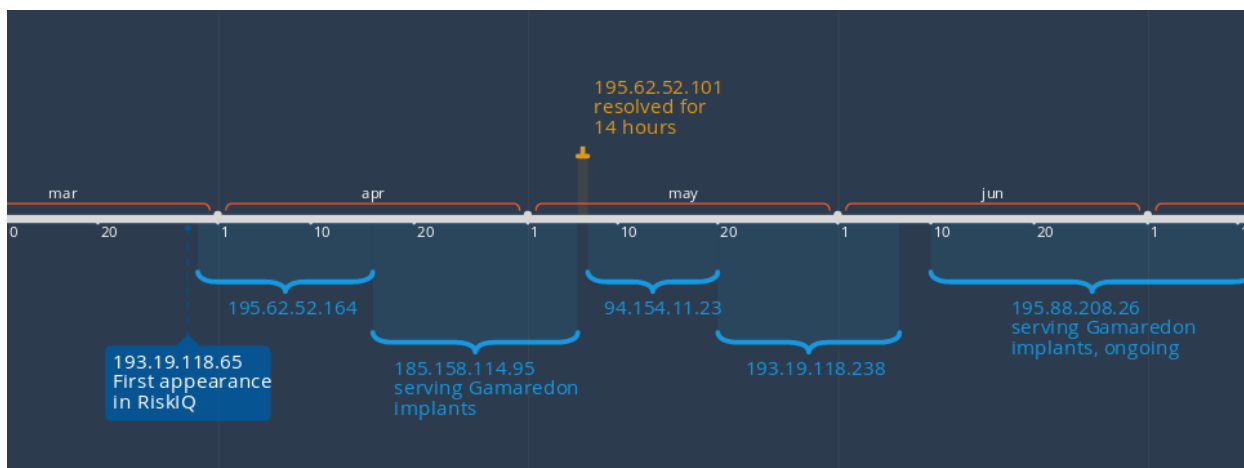 195.62.52.101
resolved for
14 hours
mar
apr
may
jun
0
20
1
10
20
1
10
20
1
10
20
1
1
195.62.52.164
94.154.11.23
195.88.208.26
serving Gamaredon
implants, ongoing
193.19.118.65
First appearance
in RiskIQ
185.158.114.95
serving Gamaredon
implants
193.19.118.238